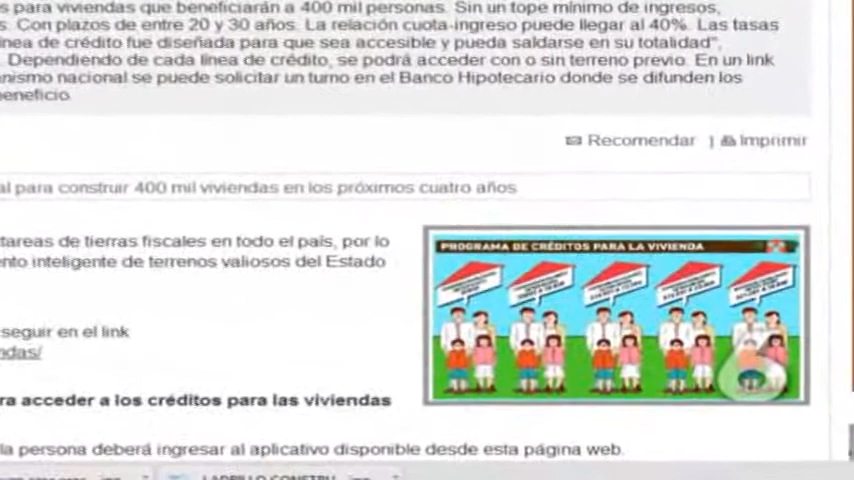 s para viviendas que beneficiarán a 400 mil personas. Sin un tope mínimo de ingresos,
s. Con plazos de entre 20 y 30 años. La relación cuota-ingreso puede llegar al 40%. Las tasas
ínea de crédito fue diseñada para que sea accesible y pueda saldarse en su totalidad",
. Dependiendo de cada línea de crédito, se podrá acceder con o sin terreno previo. En un link
nismo nacional se puede solicitar un turno en el Banco Hipotecario donde se difunden los
eneficio.
Recomendar | Imprimir
al para construir 400 mil viviendas en los próximos cuatro años
tareas de tierras fiscales en todo el país, por lo
nto inteligente de terrenos valiosos del Estado
PROGRAMA DE CRÉDITOS PARA LA VIVIENDA
seguir en el link
ndas/
6
ra acceder a los créditos para las viviendas
la persona deberá ingresar al aplicativo disponible desde esta página web.